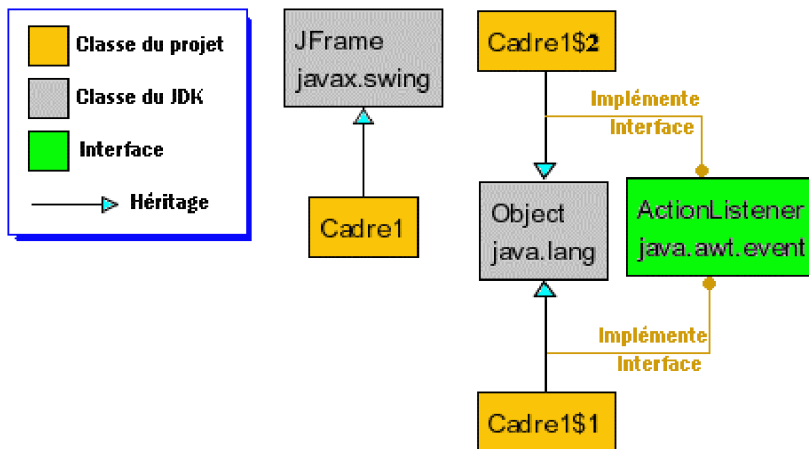 Classe du projet
Classe du JDK
Interface
Héritage
JFrame
javax.swing
Cadre1
Cadre1$2
Implémente
Interface
Object
java.lang
ActionListener
java.awt.event
Implémente
Interface
Cadre1$1